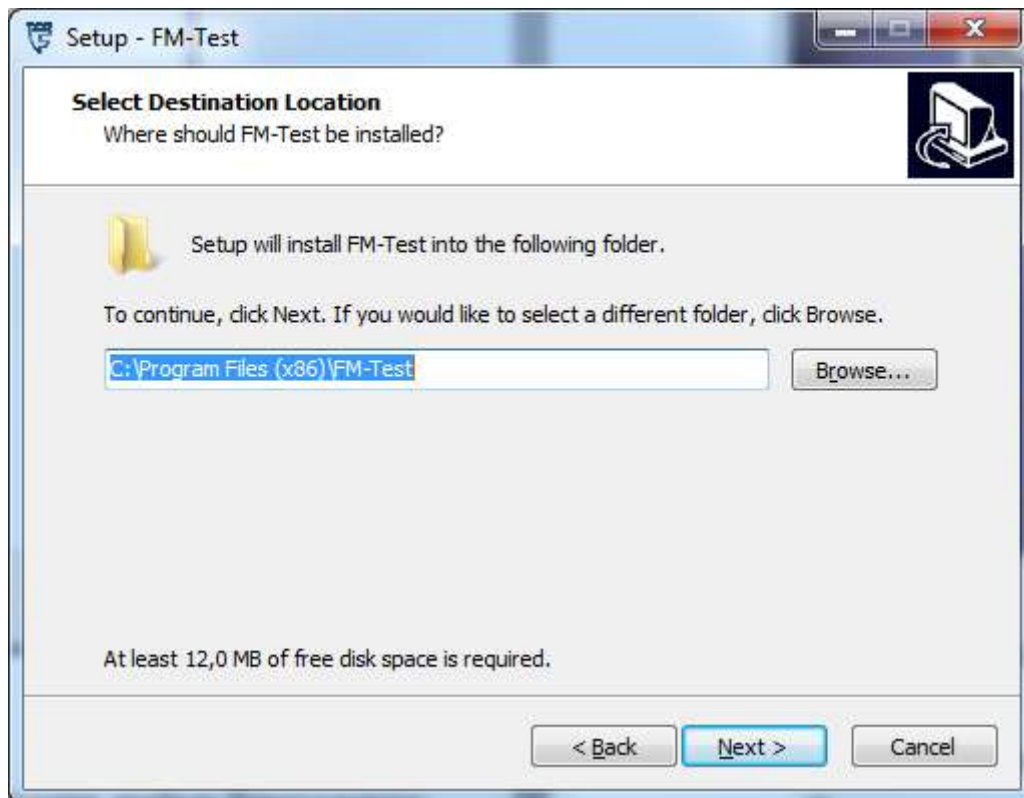 Setup - FM-Test
Select Destination Location
Where should FM-Test be installed?
Setup will install FM-Test into the following folder.
To continue, click Next. If you would like to select a different folder, click Browse.
C:\Program Files (x86)\FM-Test
Browse...
At least 12,0 MB of free disk space is required.
< Back
Next >
Cancel